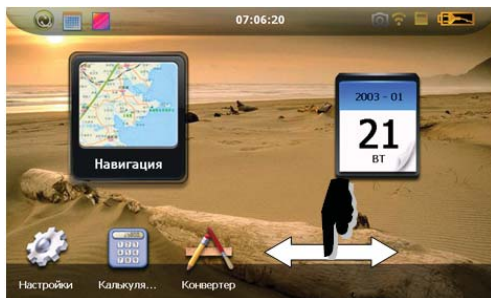 07:06:20
2003 - 01
21
ВТ
Навигация
Настройки Калькуля... Конвертер